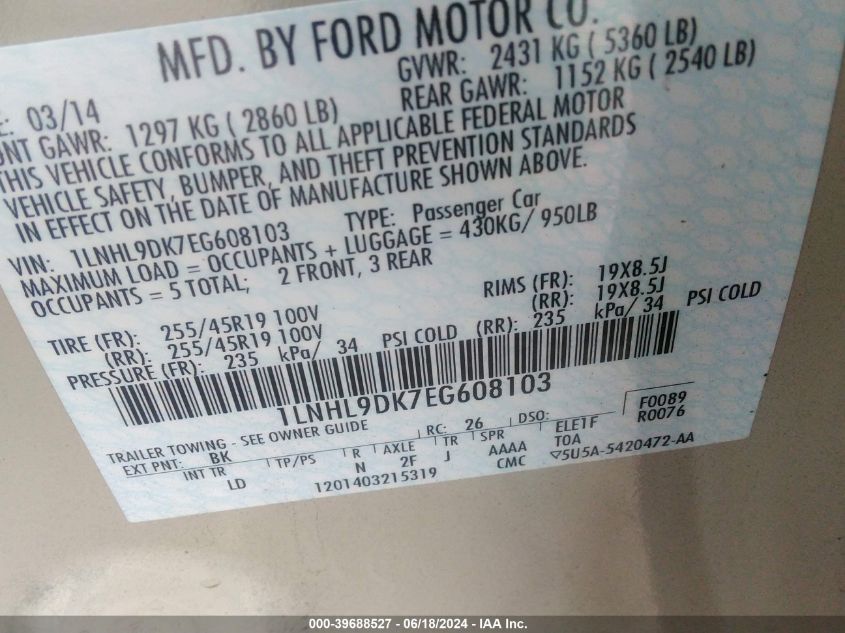 MFD. BY FORD MOTOR CO.
E: 03/14 GVWR: 2431 KG ( 5360 LB)
ONT GAWR: 1297 KG ( 2860 LB) REAR GAWR: 1152 KG ( 2540 LB)
THIS VEHICLE CONFORMS TO ALL APPLICABLE FEDERAL MOTOR
VEHICLE SAFETY, BUMPER, AND THEFT PREVENTION STANDARDS
IN EFFECT ON THE DATE OF MANUFACTURE SHOWN ABOVE.
VIN: 1LNHL9DK7EG608103 TYPE: Passenger Car
MAXIMUM LOAD = OCCUPANTS + LUGGAGE = 430KG/ 950LB
OCCUPANTS = 5 TOTAL; 2 FRONT, 3 REAR
TIRE (FR): 255/45R19 100V RIMS (FR): 19X8.5J
(RR): 255/45R19 100V (RR): 19X8.5J
PRESSURE (FR): 235 kPa/ 34 PSI COLD (RR): 235 kPa/ 34 PSI COLD
1LNHL9DK7EG608103
F0089
R0076
TRAILER TOWING - SEE OWNER GUIDE RC: 26 DSO: ELE1F
EXT PNT: BK TP/PS R AXLE TR SPR TOA
INT TR LD N 2F J AAAA 5U5A-5420472-AA
1201403215319 CMC
000-39688527 - 06/18/2024 - IAA Inc.